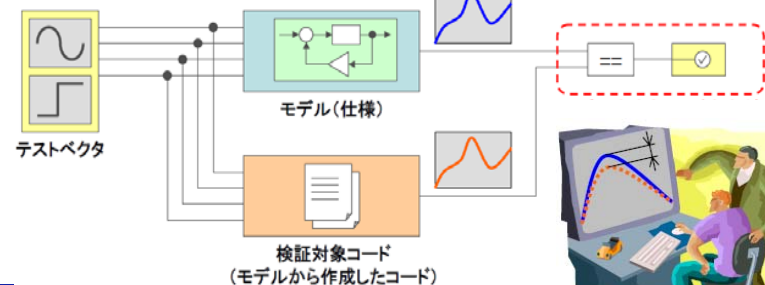 モデル(仕様)
==
テストベクタ
検証対象コード
(モデルから作成したコード)